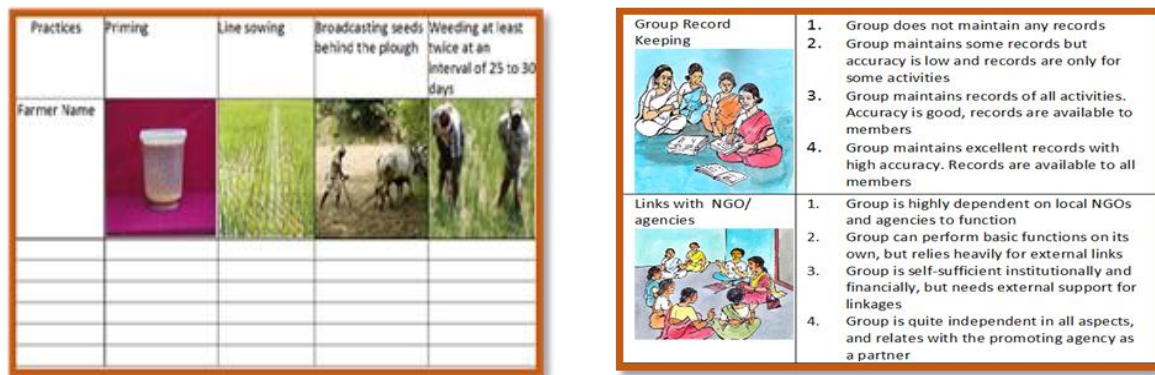 Practices
Priming
Line sowing
Broadcasting seeds
behind the plough
Weeding at least
twice at an
interval of 25 to 30
days
Farmer Name
Group Record
Keeping
1. Group does not maintain any records
2. Group maintains some records but
accuracy is low and records are only for
some activities
3. Group maintains records of all activities.
Accuracy is good, records are available to
members
4. Group maintains excellent records with
high accuracy. Records are available to all
members
Links with NGO/
agencies
1. Group is highly dependent on local NGOs
and agencies to function
2. Group can perform basic functions on its
own, but relies heavily for external links
3. Group is self-sufficient institutionally and
financially, but needs external support for
linkages
4. Group is quite independent in all aspects,
and relates with the promoting agency as
a partner